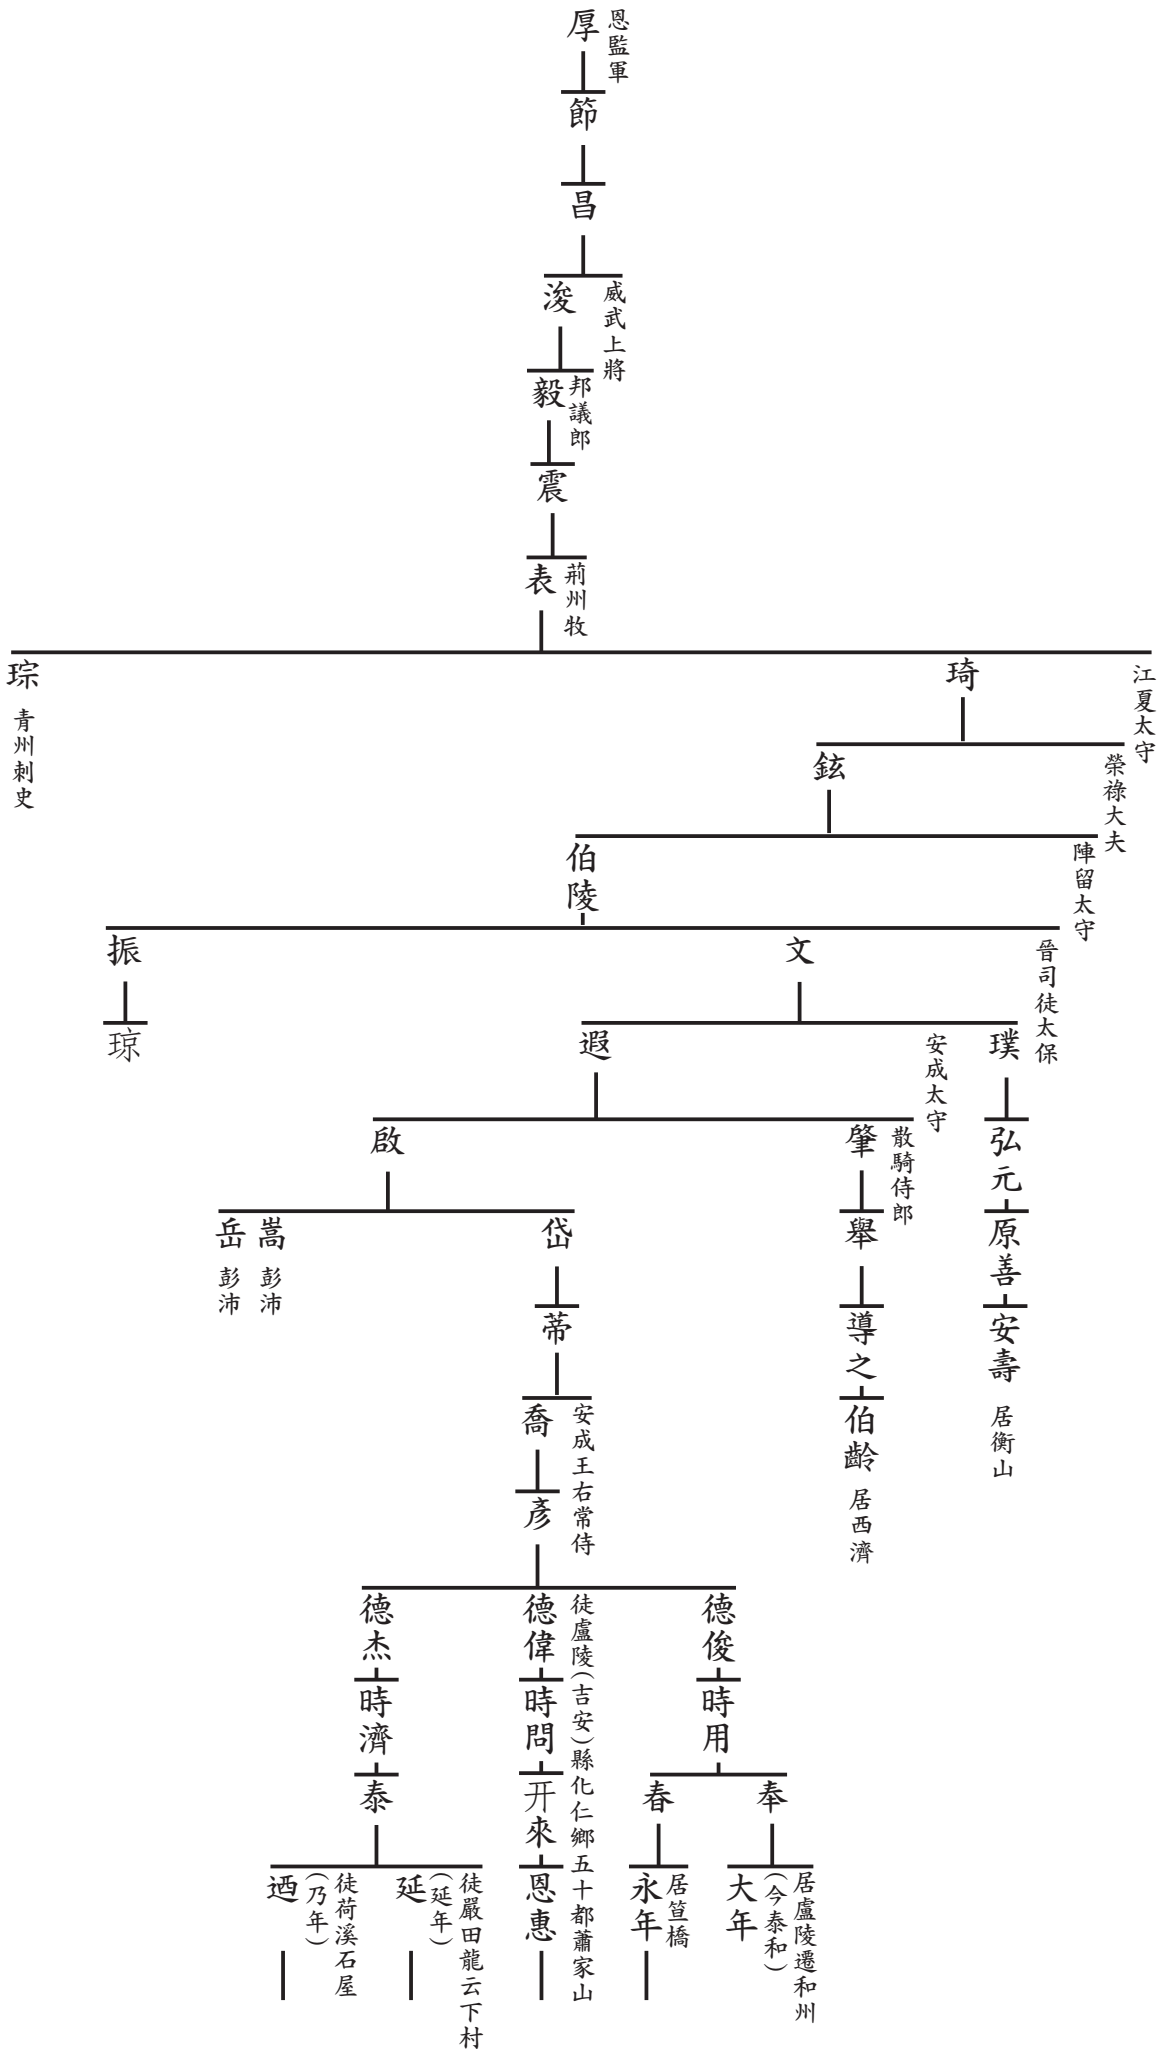 厚
恩監軍
節
昌
浚
威武上將
毅
邦議郎
震
表
荊州牧
琮
青州刺史
琦
江夏太守
鉉
榮祿大夫
伯陵
陣留太守
振
文
晉司徒太保
琼
遐
安成太守
璞
啟
肇
散騎侍郎
弘元
岳
彭沛
嵩
彭沛
岱
舉
原善
蒂
導之
安壽
居衡山
喬
安成王右常侍
伯齡
居西濟
彥
德杰
德偉
徒盧陵(吉安)縣化仁鄉五十都蕭家山
德俊
時濟
時問
時用
泰
开來
春
奉
迺
(乃年)
徒荷溪石屋
延
(延年)
徒嚴田龍云下村
恩惠
永年
居笪橋
大年
(今泰和)
居盧陵遷和州